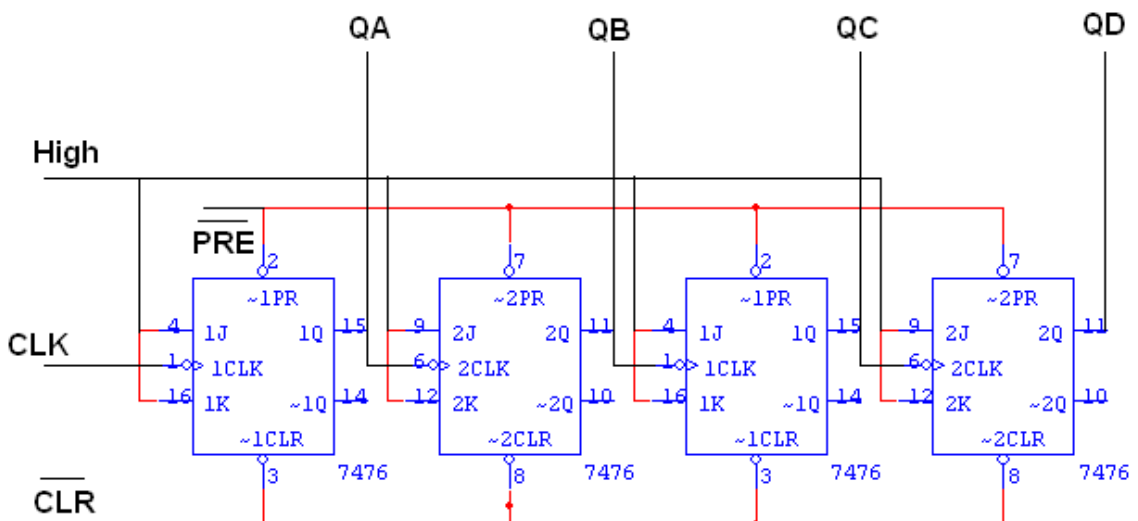 QA QB QC QD
High
PRE
2 7 2 7
~1PR ~2PR ~1PR ~2PR
4 1J 1Q 15 9 2J 2Q 11 4 1J 1Q 15 9 2J 2Q 11
CLK 1 1CLK 6 2CLK 1 1CLK 6 2CLK
16 1K ~1Q 14 12 2K ~2Q 10 16 1K ~1Q 14 12 2K ~2Q 10
~1CLR ~2CLR ~1CLR ~2CLR
3 7476 8 7476 3 7476 8 7476
CLR